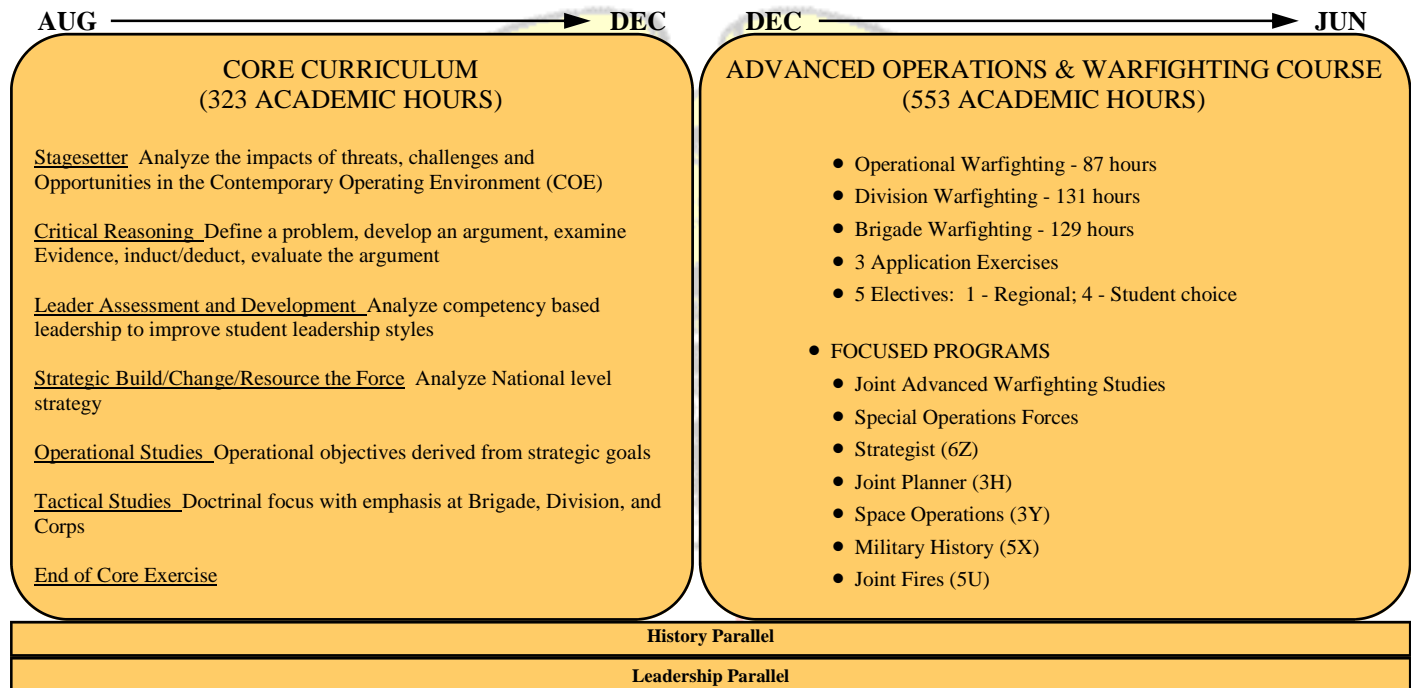 AUG DEC DEC JUN
CORE CURRICULUM
(323 ACADEMIC HOURS)
Stagesetter Analyze the impacts of threats, challenges and
Opportunities in the Contemporary Operating Environment (COE)
Critical Reasoning Define a problem, develop an argument, examine
Evidence, induct/deduct, evaluate the argument
Leader Assessment and Development Analyze competency based
leadership to improve student leadership styles
Strategic Build/Change/Resource the Force Analyze National level
strategy
Operational Studies Operational objectives derived from strategic goals
Tactical Studies Doctrinal focus with emphasis at Brigade, Division, and
Corps
End of Core Exercise
ADVANCED OPERATIONS & WARFIGHTING COURSE
(553 ACADEMIC HOURS)
• Operational Warfighting - 87 hours
• Division Warfighting - 131 hours
• Brigade Warfighting - 129 hours
• 3 Application Exercises
• 5 Electives: 1 - Regional; 4 - Student choice
• FOCUSED PROGRAMS
• Joint Advanced Warfighting Studies
• Special Operations Forces
• Strategist (6Z)
• Joint Planner (3H)
• Space Operations (3Y)
• Military History (5X)
• Joint Fires (5U)
History Parallel
Leadership Parallel